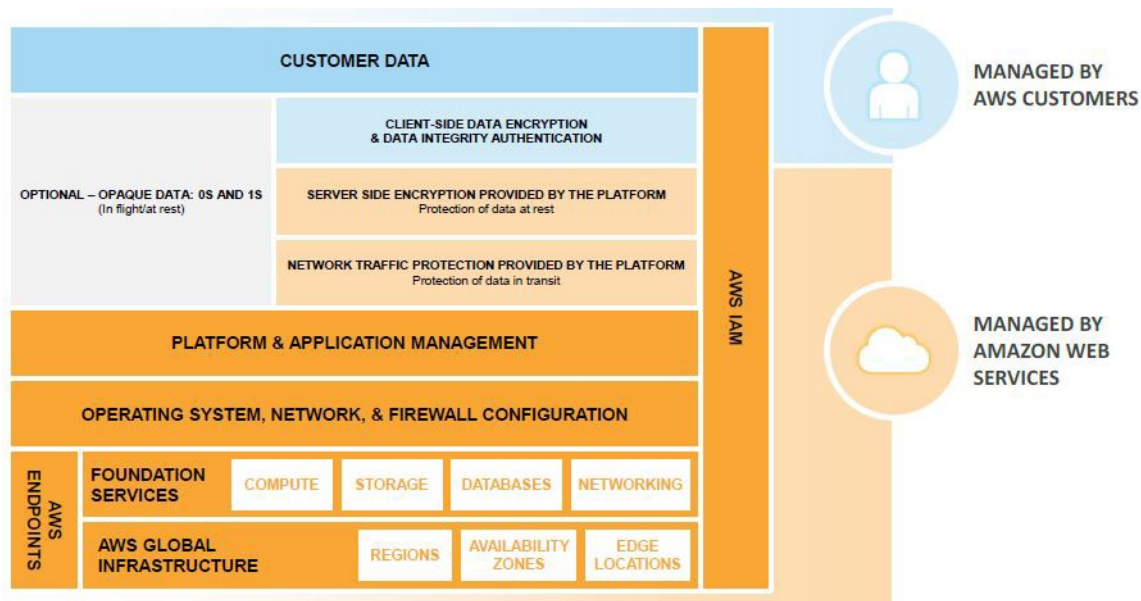 CUSTOMER DATA
MANAGED BY
AWS CUSTOMERS
CLIENT-SIDE DATA ENCRYPTION
& DATA INTEGRITY AUTHENTICATION
OPTIONAL – OPAQUE DATA: 0S AND 1S
(In flight/at rest)
SERVER SIDE ENCRYPTION PROVIDED BY THE PLATFORM
Protection of data at rest
NETWORK TRAFFIC PROTECTION PROVIDED BY THE PLATFORM
Protection of data in transit
AWS IAM
MANAGED BY
AMAZON WEB
SERVICES
PLATFORM & APPLICATION MANAGEMENT
OPERATING SYSTEM, NETWORK, & FIREWALL CONFIGURATION
AWS
ENDPOINTS
FOUNDATION
SERVICES
COMPUTE
STORAGE
DATABASES
NETWORKING
AWS GLOBAL
INFRASTRUCTURE
REGIONS
AVAILABILITY
ZONES
EDGE
LOCATIONS